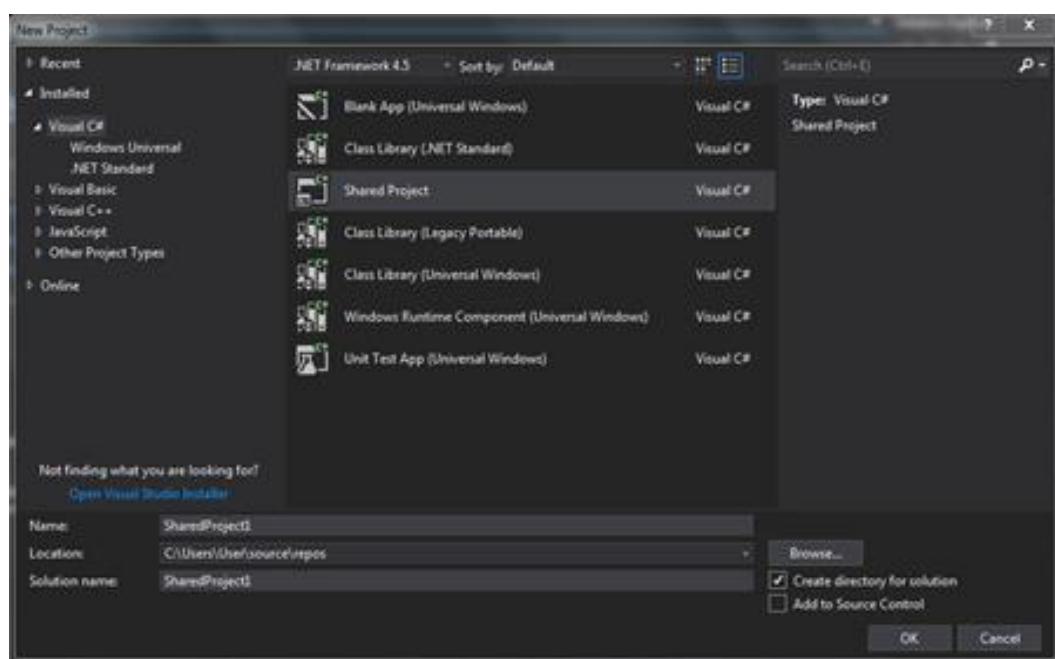 New Project
Recent
Installed
Visual C#
Windows Universal
.NET Standard
Visual Basic
Visual C++
JavaScript
Other Project Types
Online
Not finding what you are looking for?
Open Visual Studio Installer
.NET Framework 4.5 Sort by: Default
Blank App (Universal Windows) Visual C#
Class Library (.NET Standard) Visual C#
Shared Project Visual C#
Class Library (Legacy Portable) Visual C#
Class Library (Universal Windows) Visual C#
Windows Runtime Component (Universal Windows) Visual C#
Unit Test App (Universal Windows) Visual C#
Search (Ctrl+E)
Type: Visual C#
Shared Project
Name: SharedProject1
Location: C:\Users\User\source\repos
Browse...
Solution name: SharedProject1
Create directory for solution
Add to Source Control
OK Cancel